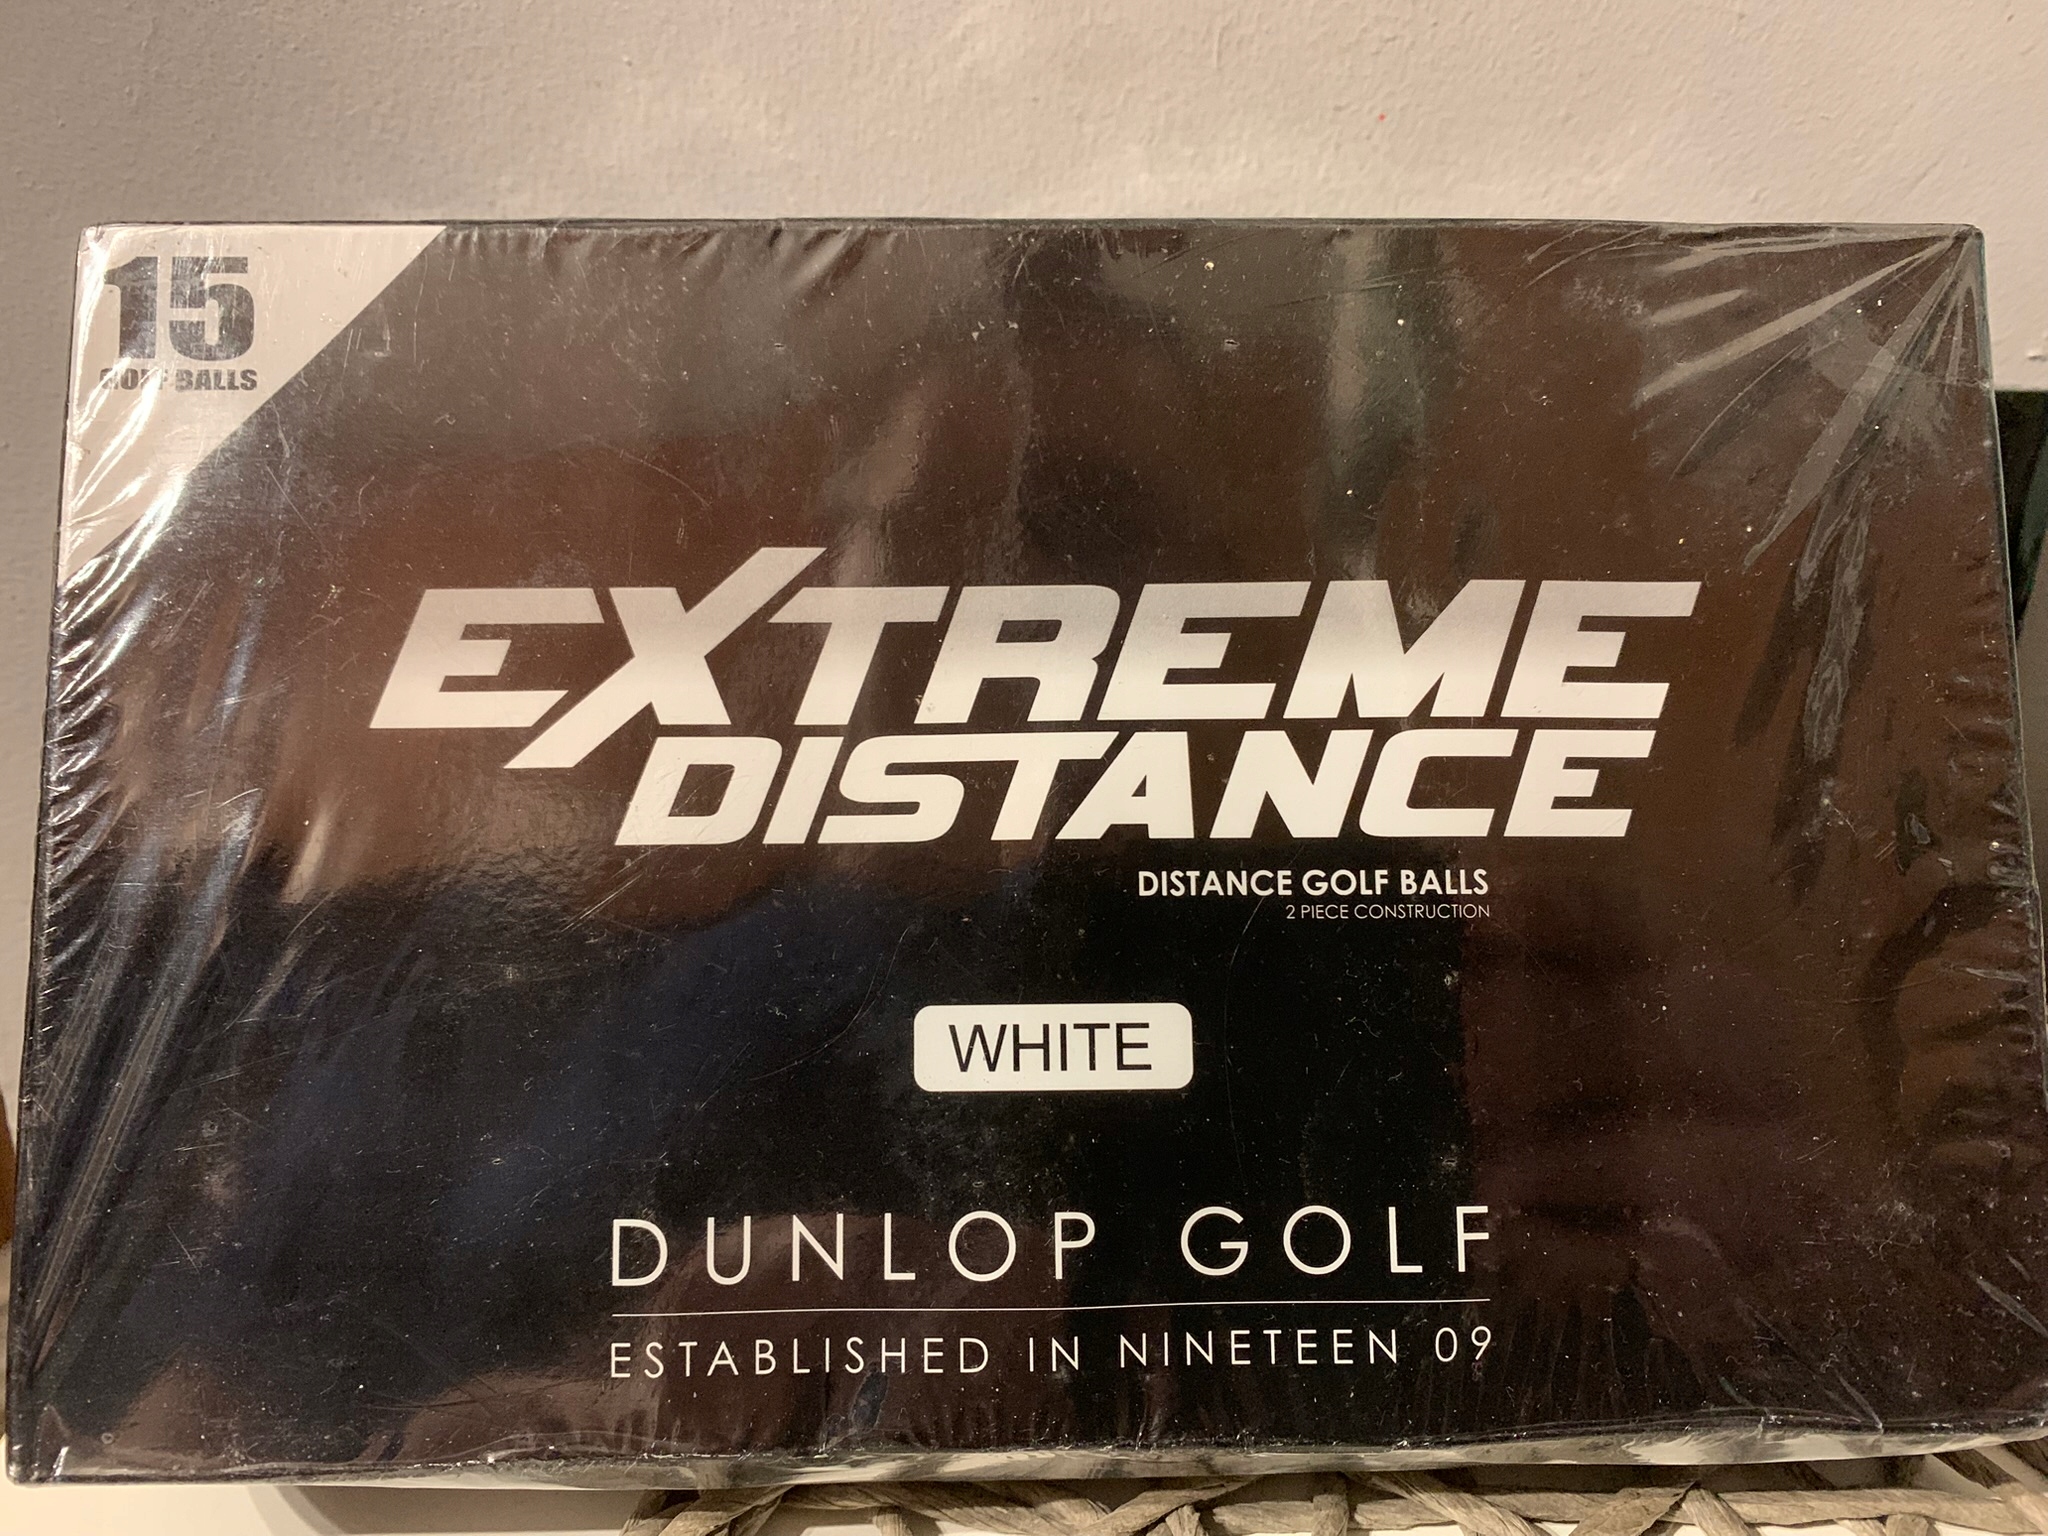 15
GOLF BALLS
EXTREME
DISTANCE
DISTANCE GOLF BALLS
2 PIECE CONSTRUCTION
WHITE
DUNLOP GOLF
ESTABLISHED IN NINETEEN 09